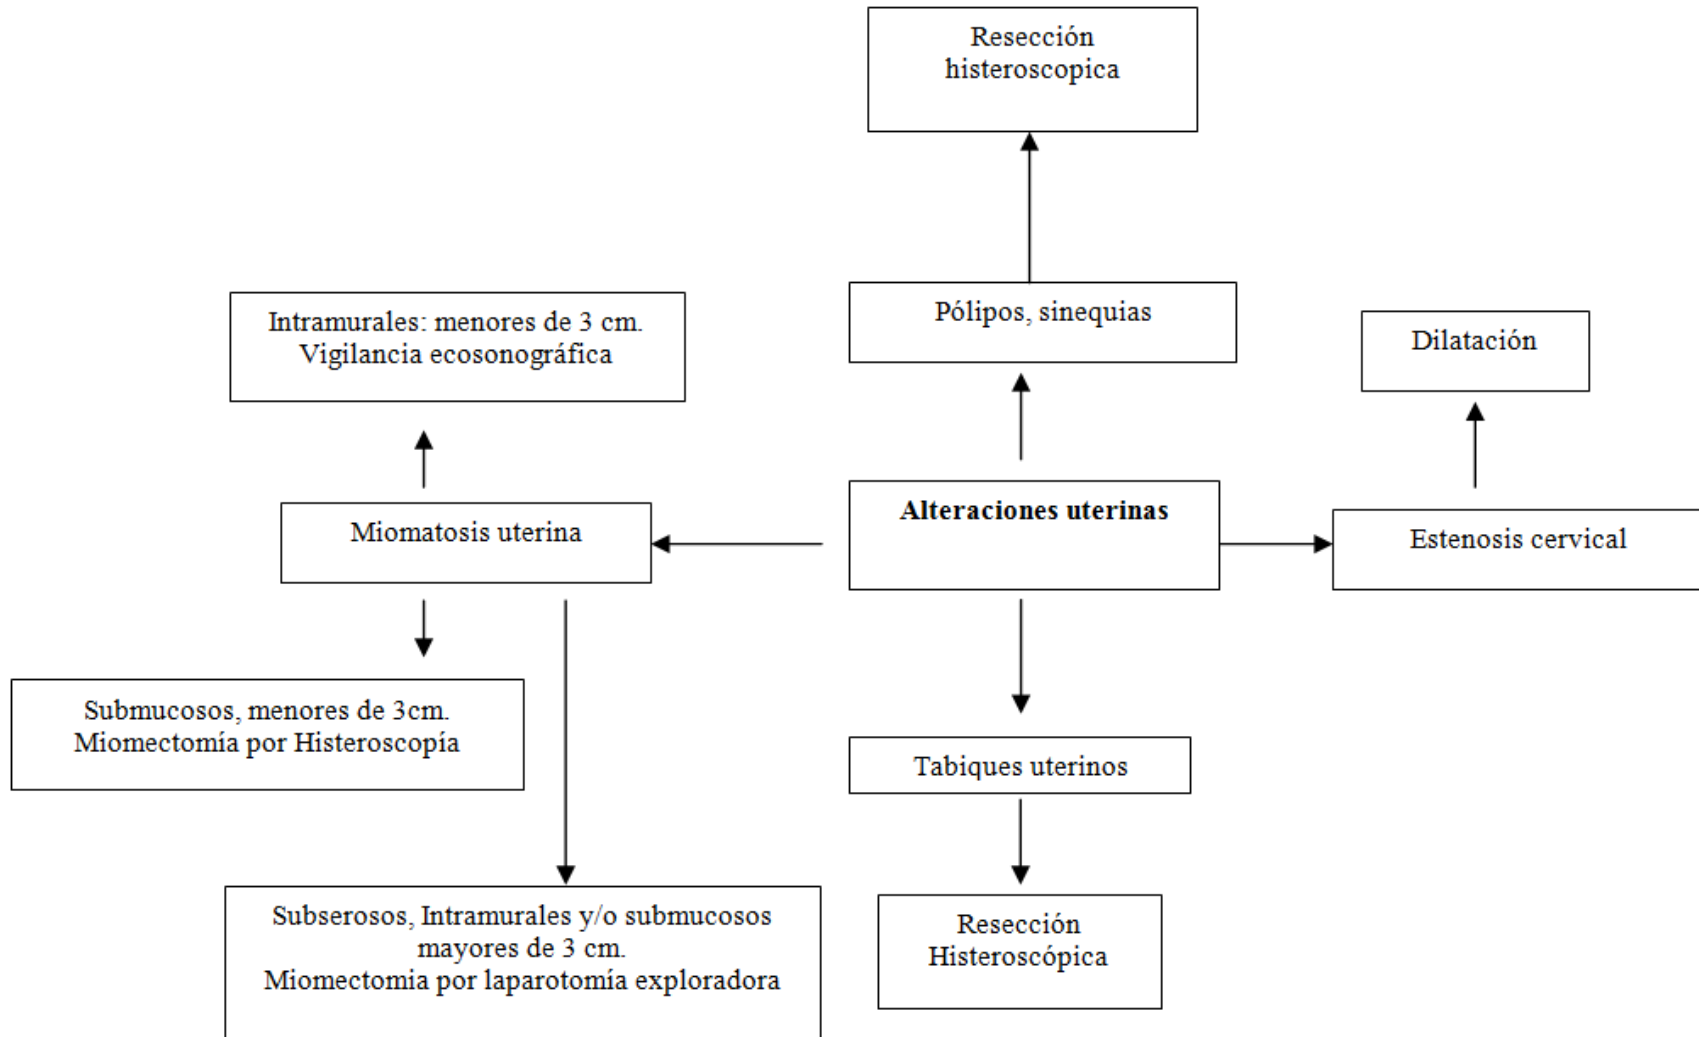 Resección
histeroscopica
Intramurales: menores de 3 cm.
Vigilancia ecosonográfica
Pólipos, sinequias
Dilatación
Miomatosis uterina
Alteraciones uterinas
Estenosis cervical
Submucosos, menores de 3cm.
Miomectomía por Histeroscopía
Tabiques uterinos
Subserosos, Intramurales y/o submucosos
mayores de 3 cm.
Miomectomia por laparotomía exploradora
Resección
Histeroscópica